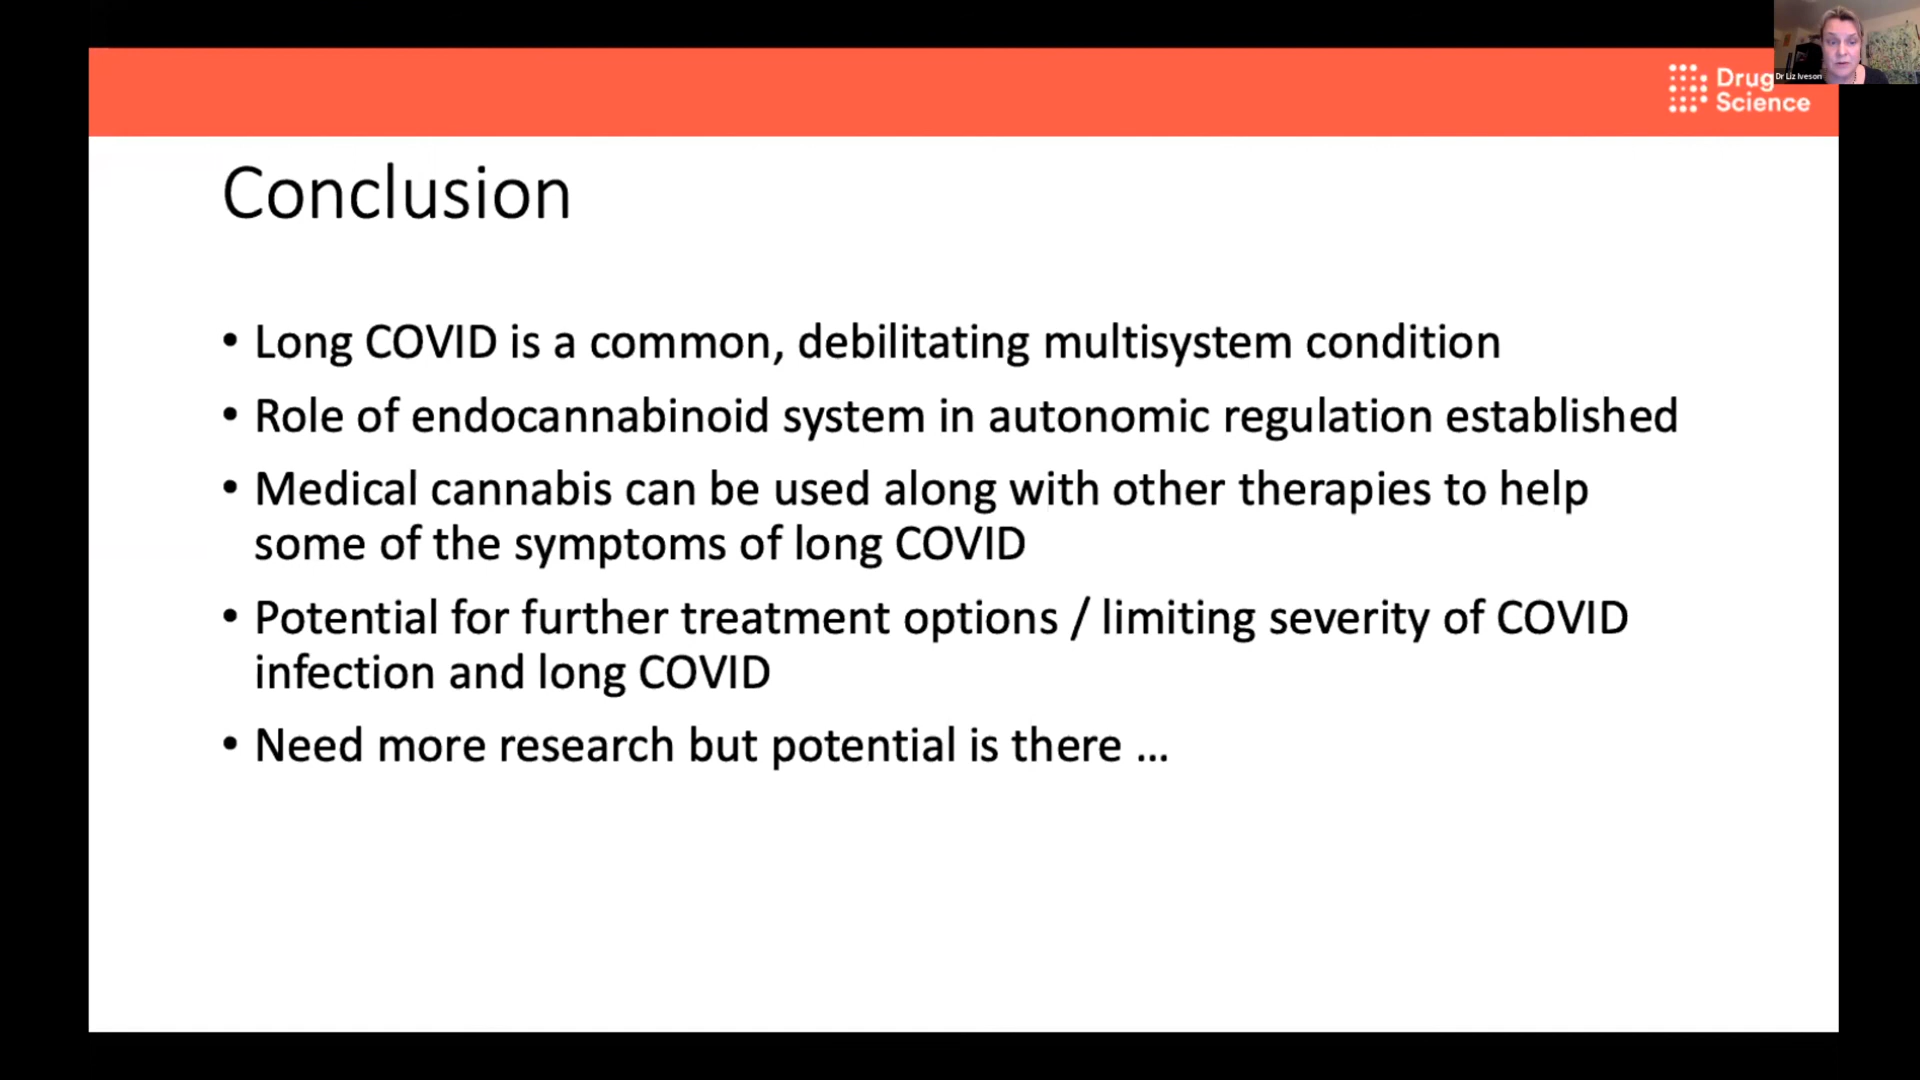 Drug
Science
Dr Liz Iveson
Conclusion
• Long COVID is a common, debilitating multisystem condition
• Role of endocannabinoid system in autonomic regulation established
• Medical cannabis can be used along with other therapies to help
some of the symptoms of long COVID
• Potential for further treatment options / limiting severity of COVID
infection and long COVID
• Need more research but potential is there ...